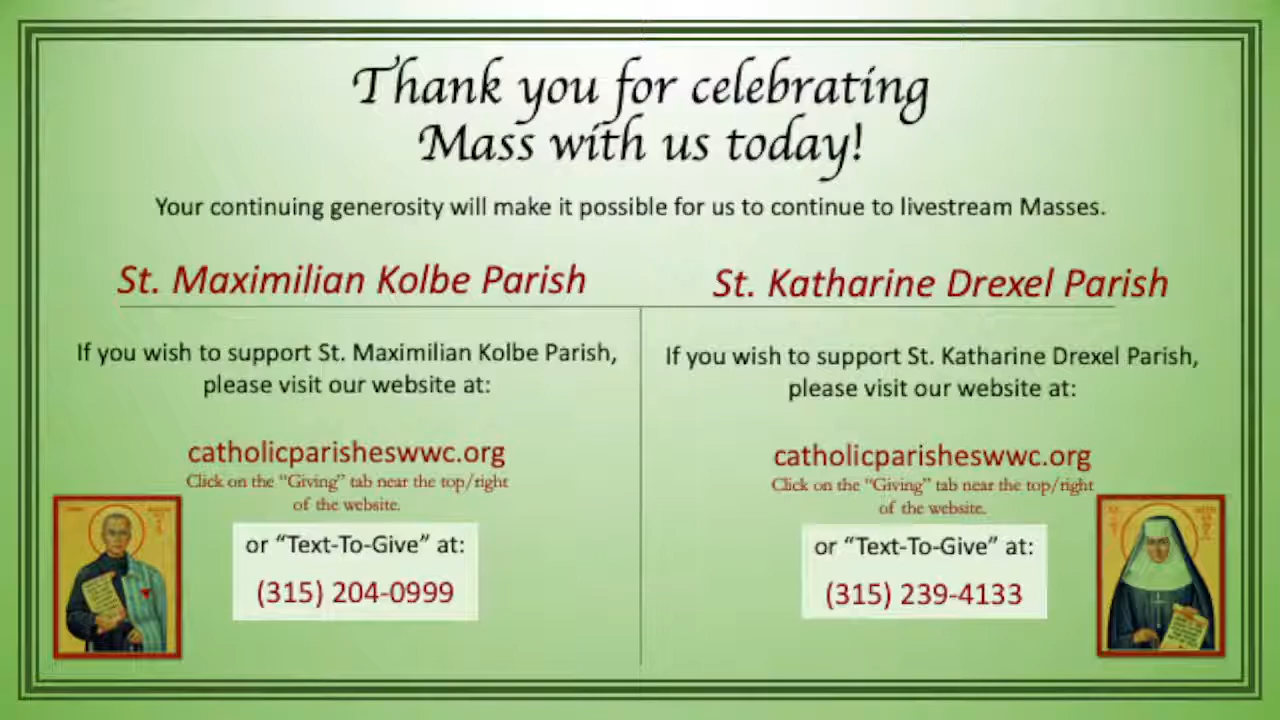 Thank you for celebrating
Mass with us today!
Your continuing generosity will make it possible for us to continue to livestream Masses.
St. Maximilian Kolbe Parish
If you wish to support St. Maximilian Kolbe Parish,
please visit our website at:
catholicparisheswwc.org
Click on the “Giving” tab near the top/right
of the website.
or “Text-To-Give” at:
(315) 204-0999
St. Katharine Drexel Parish
If you wish to support St. Katharine Drexel Parish,
please visit our website at:
catholicparisheswwc.org
Click on the “Giving” tab near the top/right
of the website.
or “Text-To-Give” at:
(315) 239-4133